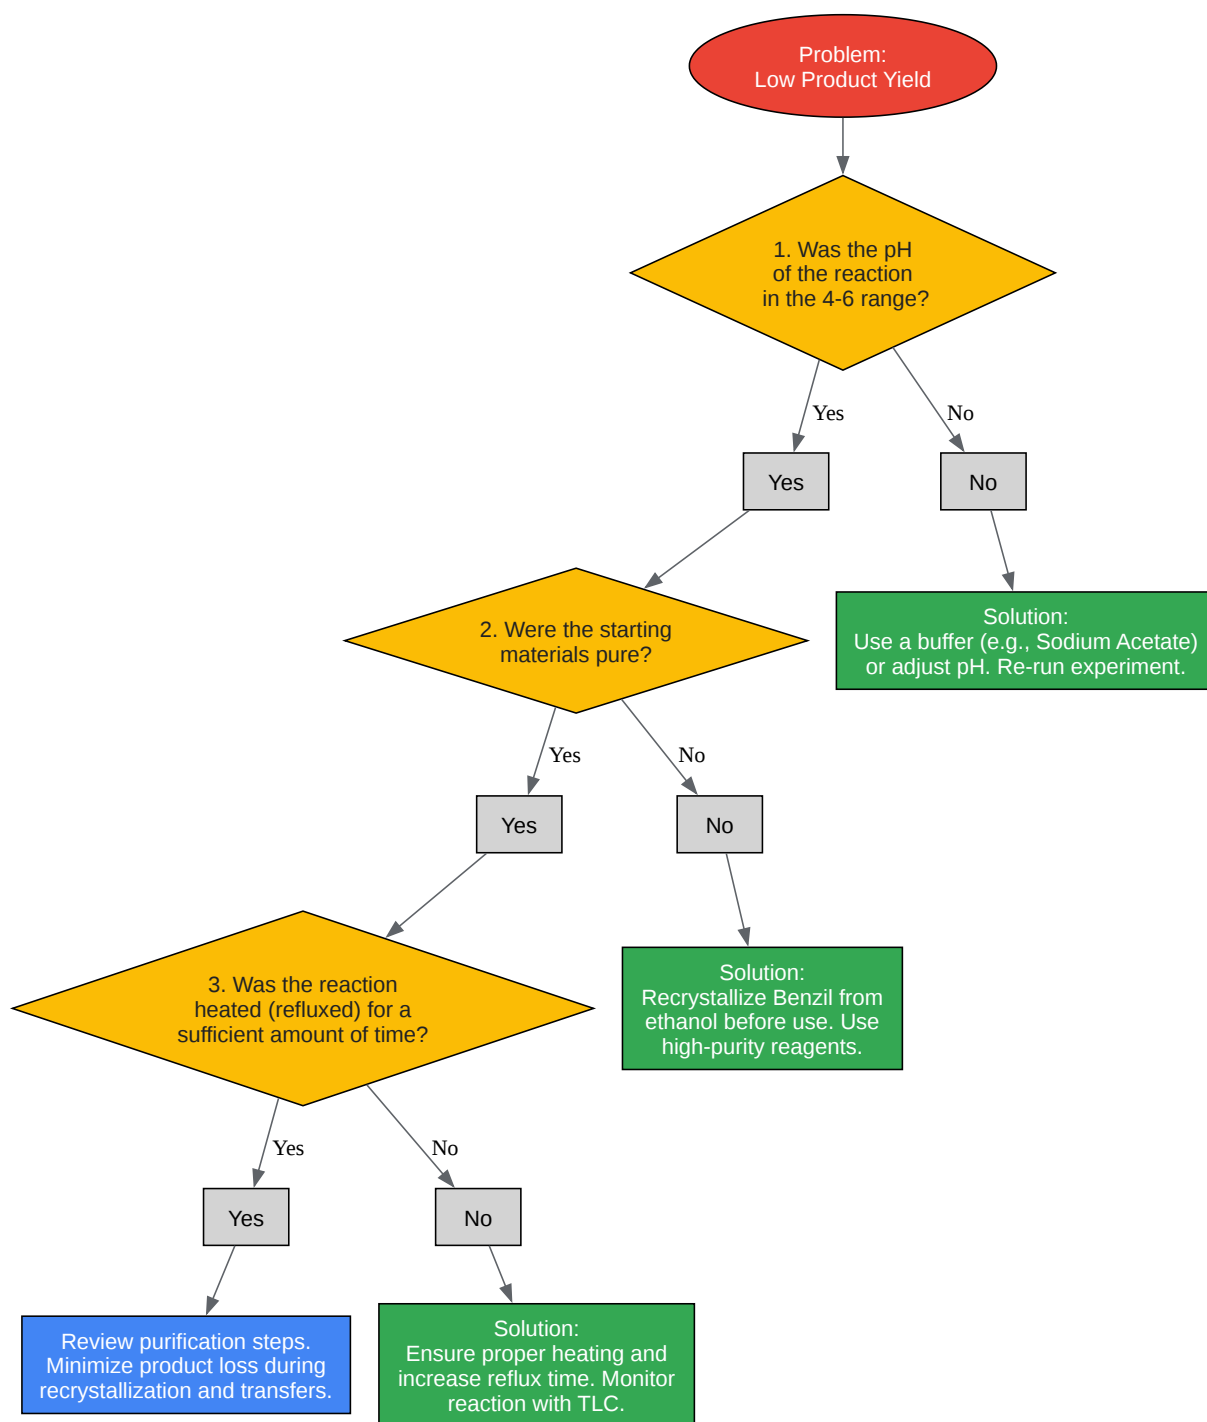 Problem:
Low Product Yield
1. Was the pH
of the reaction
in the 4-6 range?
Yes
No
Yes
No
Solution:
Use a buffer (e.g., Sodium Acetate)
or adjust pH. Re-run experiment.
2. Were the starting
materials pure?
Yes
No
Yes
No
Solution:
Recrystallize Benzil from
ethanol before use. Use
high-purity reagents.
3. Was the reaction
heated (refluxed) for a
sufficient amount of time?
Yes
No
Yes
No
Review purification steps.
Minimize product loss during
recrystallization and transfers.
Solution:
Ensure proper heating and
increase reflux time. Monitor
reaction with TLC.